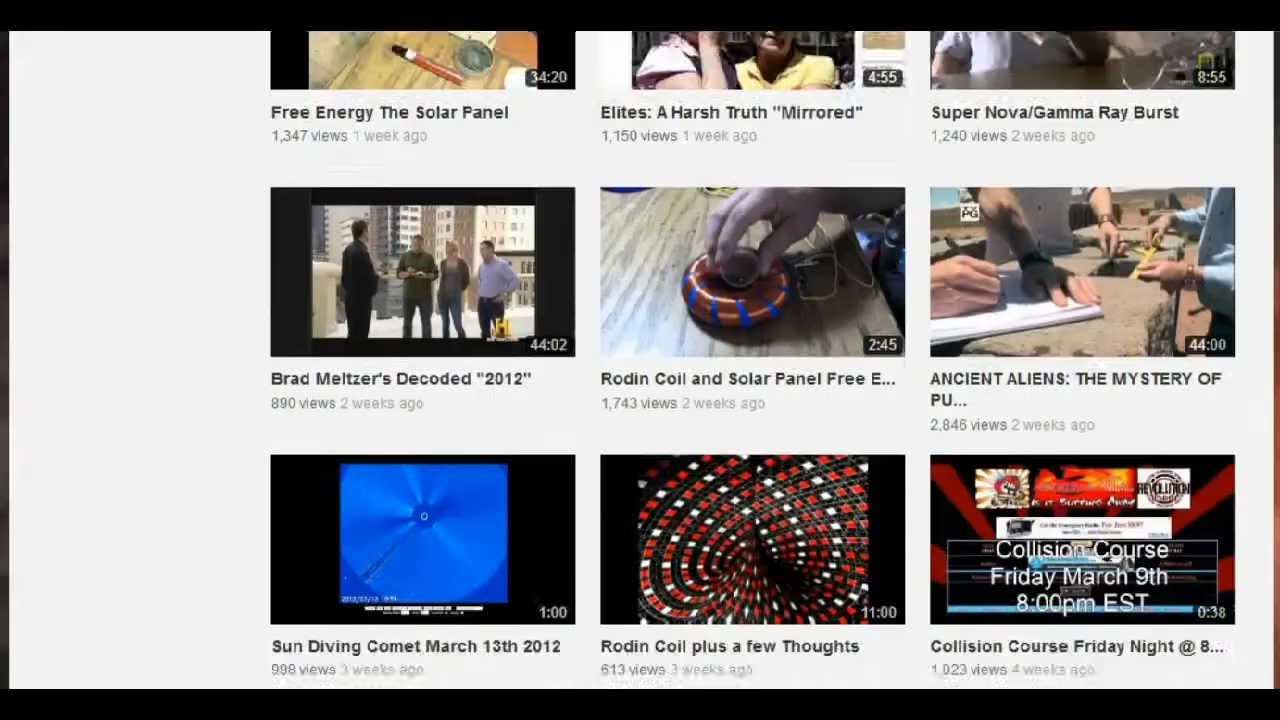 34:20
4:55
8:55
Free Energy The Solar Panel
Elites: A Harsh Truth "Mirrored"
Super Nova/Gamma Ray Burst
1,347 views 1 week ago
1,150 views 1 week ago
1,240 views 2 weeks ago
TV
PG
H
44:02
2:45
44:00
Brad Meltzer's Decoded "2012"
Rodin Coil and Solar Panel Free E...
ANCIENT ALIENS: THE MYSTERY OF
PU...
890 views 2 weeks ago
1,743 views 2 weeks ago
2,846 views 2 weeks ago
REVOLUTION
Collision Course
Friday March 9th
8:00pm EST
1:00
11:00
0:38
Sun Diving Comet March 13th 2012
Rodin Coil plus a few Thoughts
Collision Course Friday Night @ 8...
998 views 3 weeks ago
613 views 3 weeks ago
1,023 views 4 weeks ago